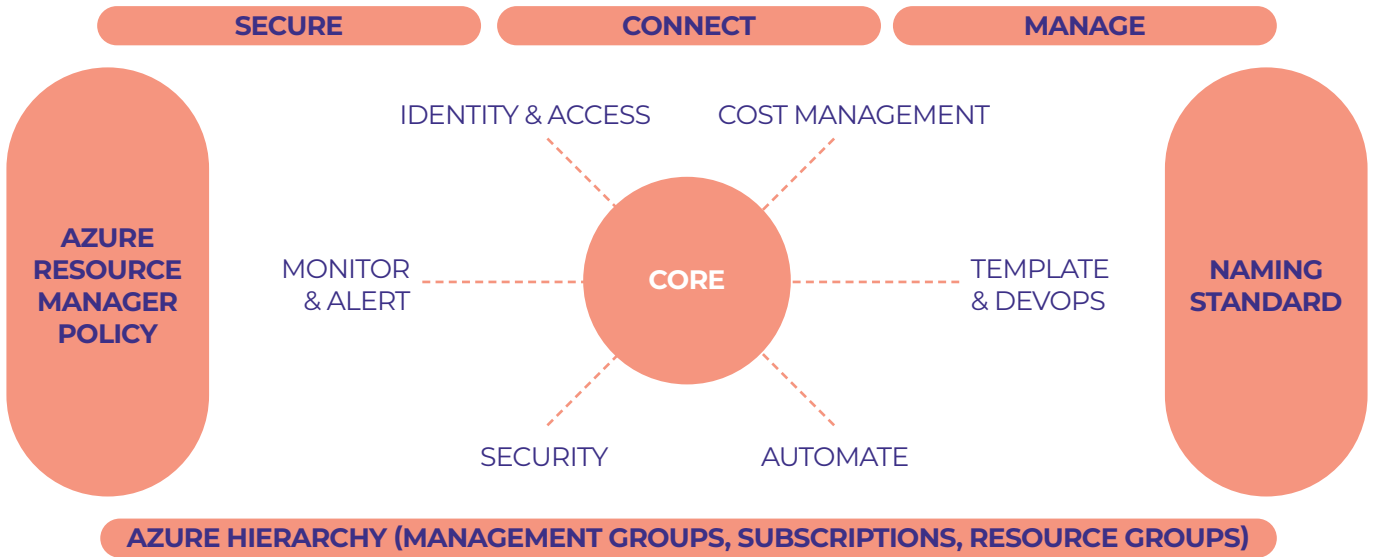 SECURE
CONNECT
MANAGE
IDENTITY & ACCESS
COST MANAGEMENT
AZURE
RESOURCE
MANAGER
POLICY
MONITOR
& ALERT
CORE
TEMPLATE
& DEVOPS
NAMING
STANDARD
SECURITY
AUTOMATE
AZURE HIERARCHY (MANAGEMENT GROUPS, SUBSCRIPTIONS, RESOURCE GROUPS)